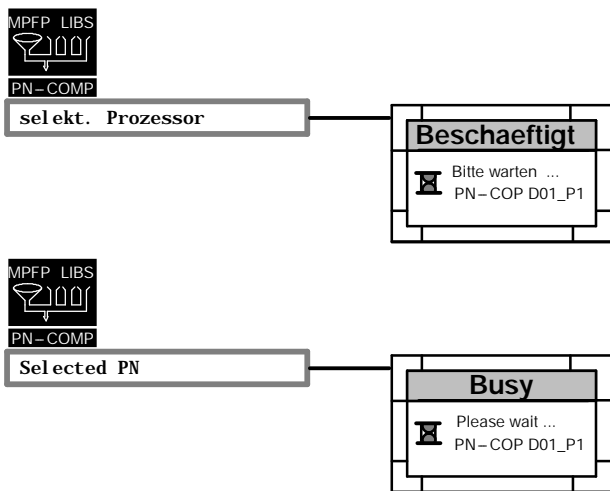 MPFP LIBS
PN–COMP
selekt. Prozessor
Beschaeftigt
Bitte warten ...
PN–COP D01_P1
MPFP LIBS
PN–COMP
Selected PN
Busy
Please wait ...
PN–COP D01_P1